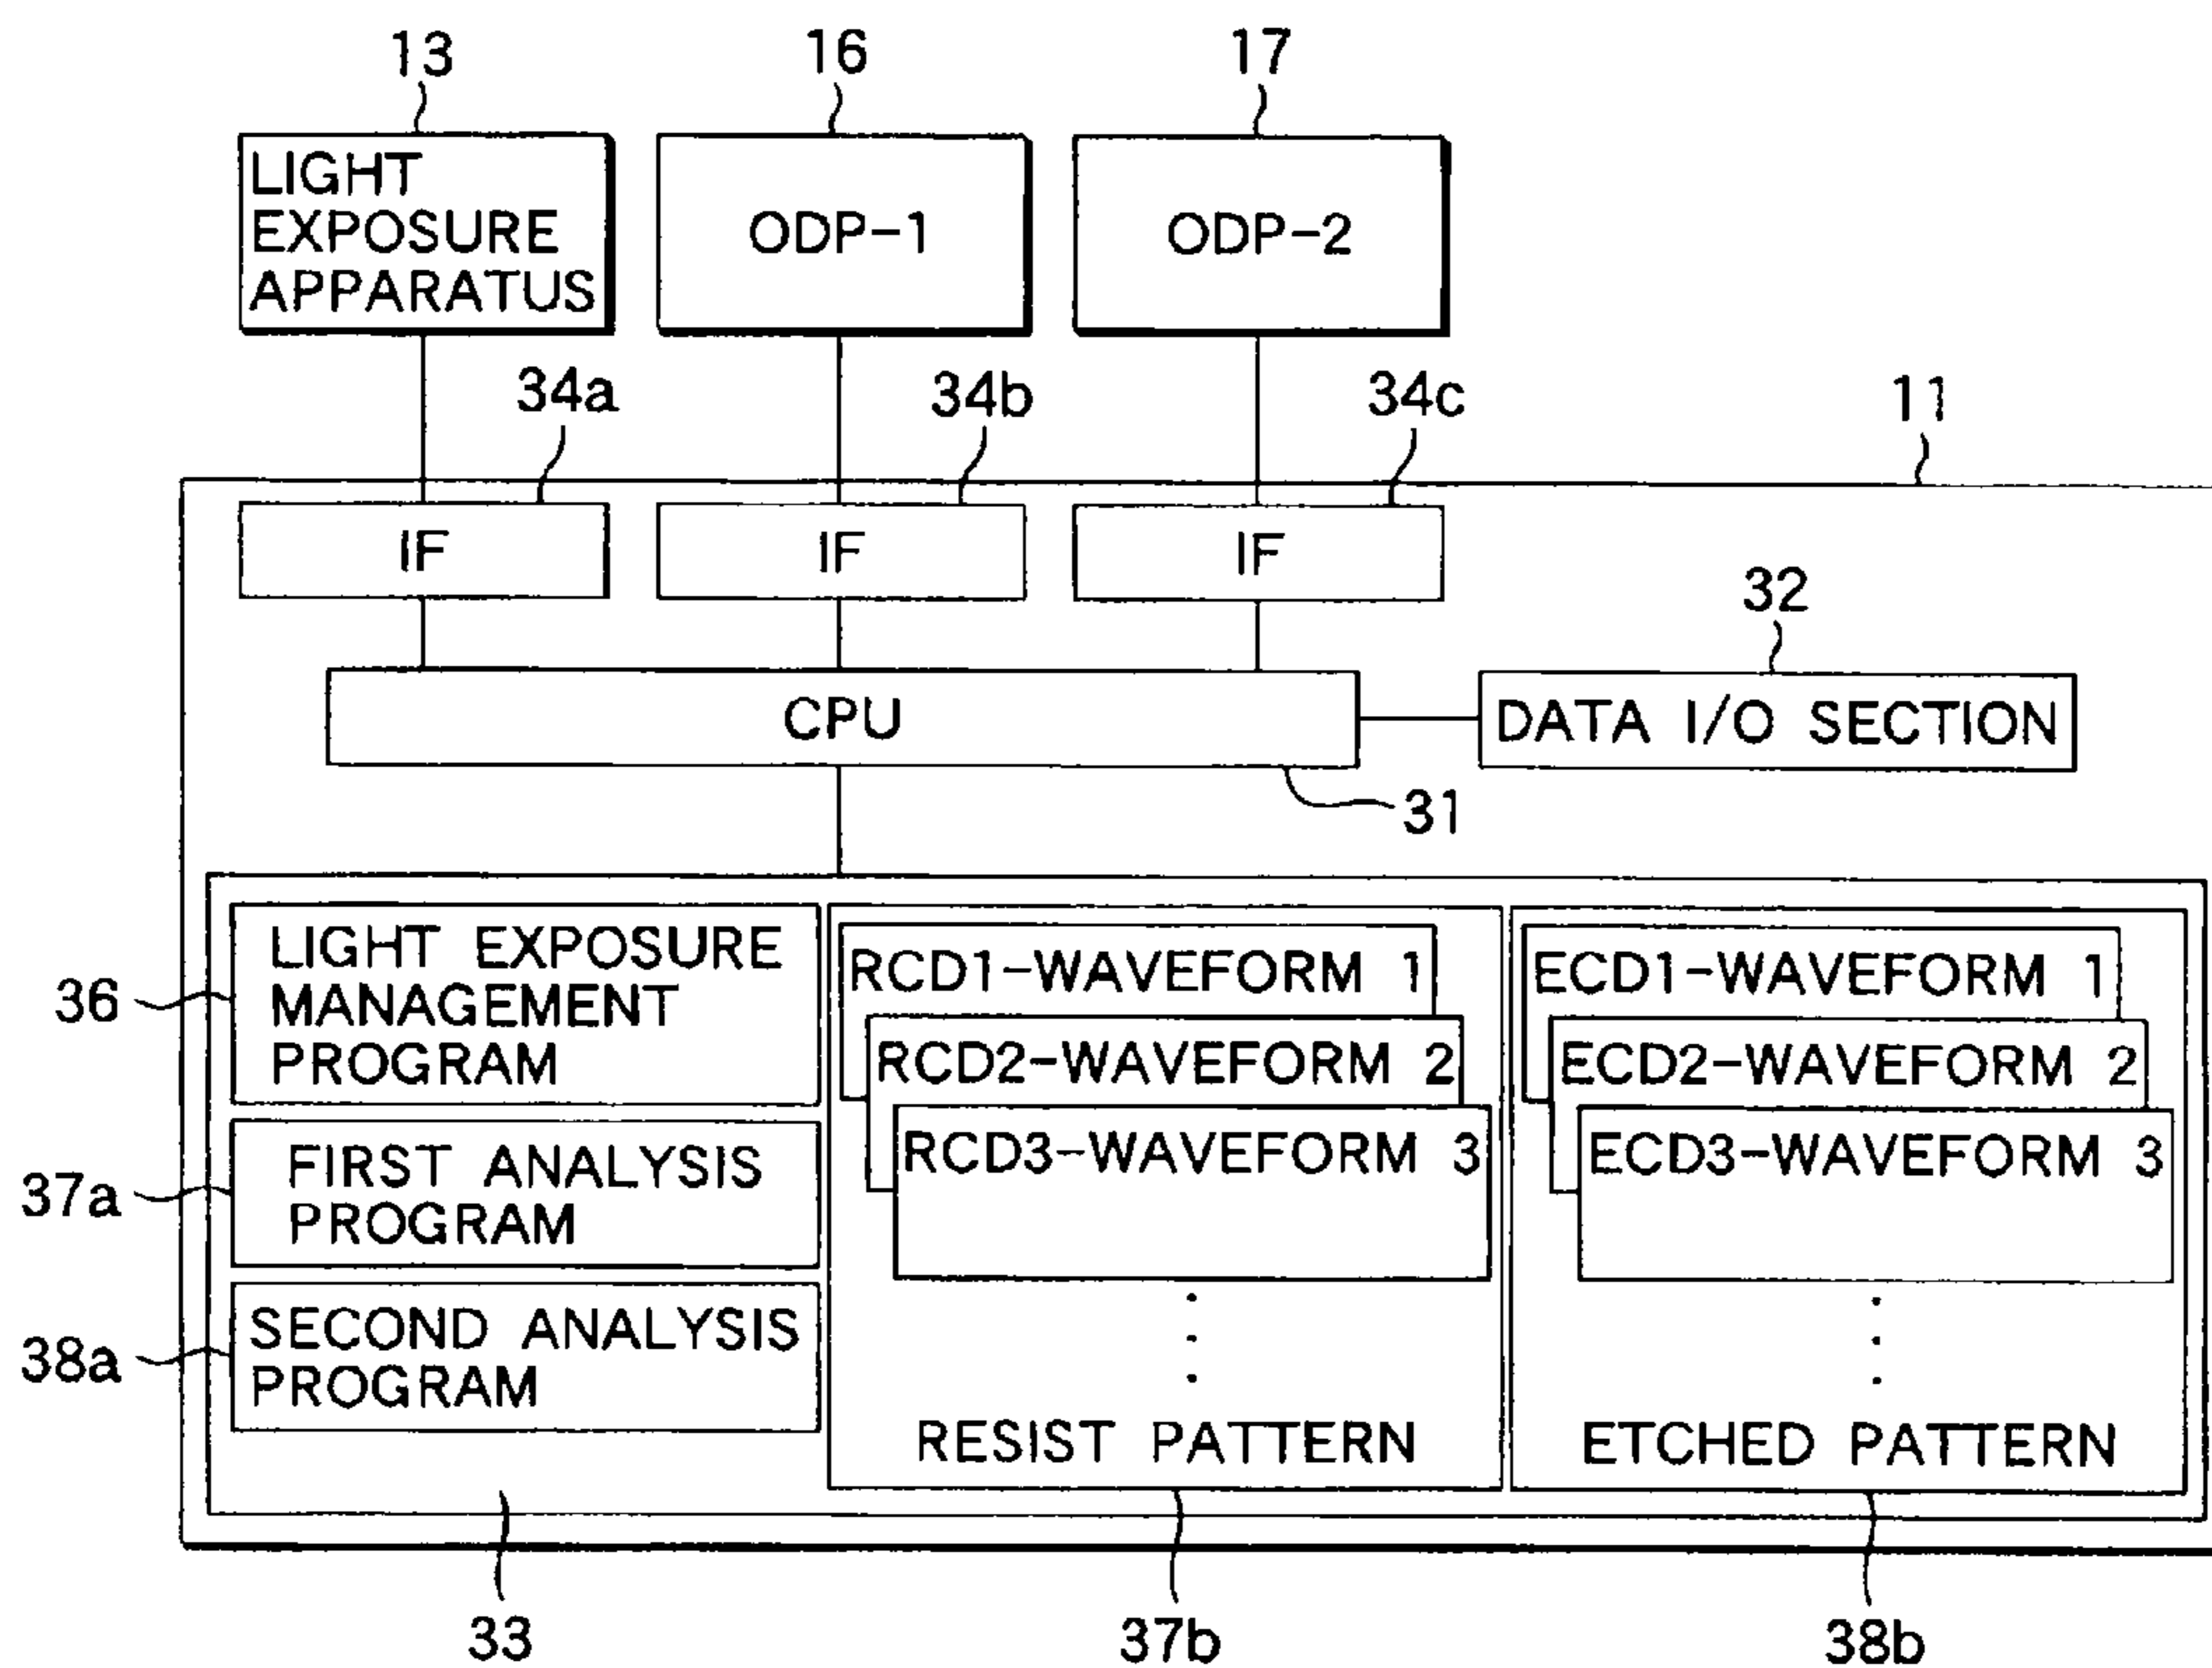 13
16
17
LIGHT
EXPOSURE
APPARATUS
ODP-1
ODP-2
34a
34b
34c
11
IF
IF
IF
32
CPU
DATA I/O SECTION
31
36
LIGHT EXPOSURE
MANAGEMENT
PROGRAM
37a
FIRST ANALYSIS
PROGRAM
38a
SECOND ANALYSIS
PROGRAM
RCD1-WAVEFORM 1
RCD2-WAVEFORM 2
RCD3-WAVEFORM 3
RESIST PATTERN
ECD1-WAVEFORM 1
ECD2-WAVEFORM 2
ECD3-WAVEFORM 3
ETCHED PATTERN
33
37b
38b